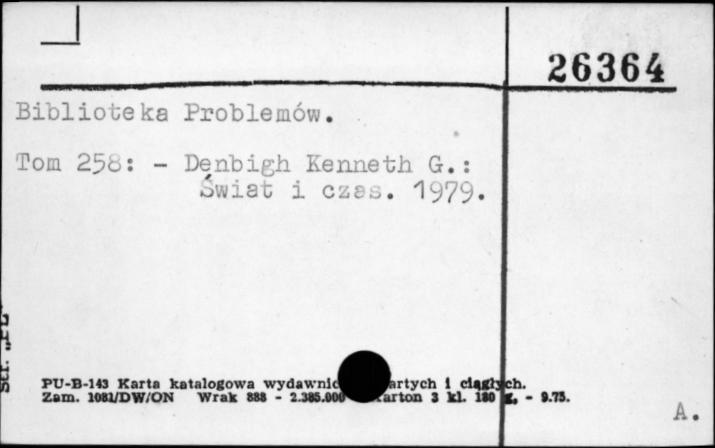 26364
Biblioteka Problemów.
Tom 258: - Denbigh Kenneth G.:
Świat i czas. 1979.
PU-B-143 Karta katalogowa wydawnic artych i ciągłych.
Zam. 1081/DW/ON Wrak 888 - 2.385.000 arton 3 kl. 180 g, - 9.75.
A.